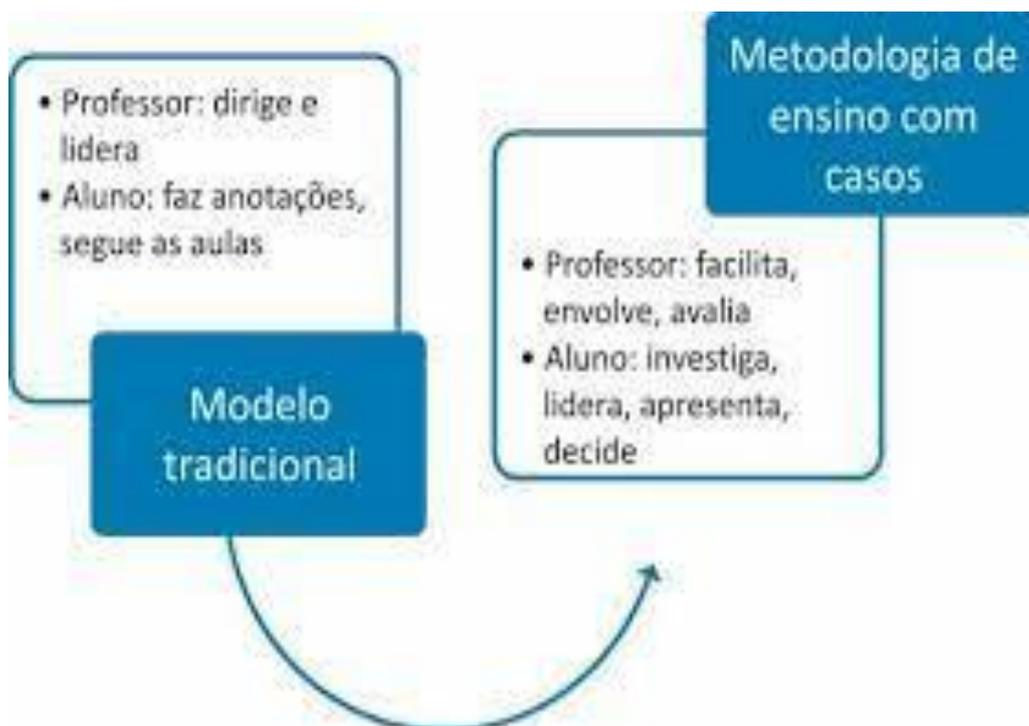 • Professor: dirige e
lidera
• Aluno: faz anotações,
segue as aulas
Modelo
tradicional
Metodologia de
ensino com
casos
• Professor: facilita,
envolve, avalia
• Aluno: investiga,
lidera, apresenta,
decide